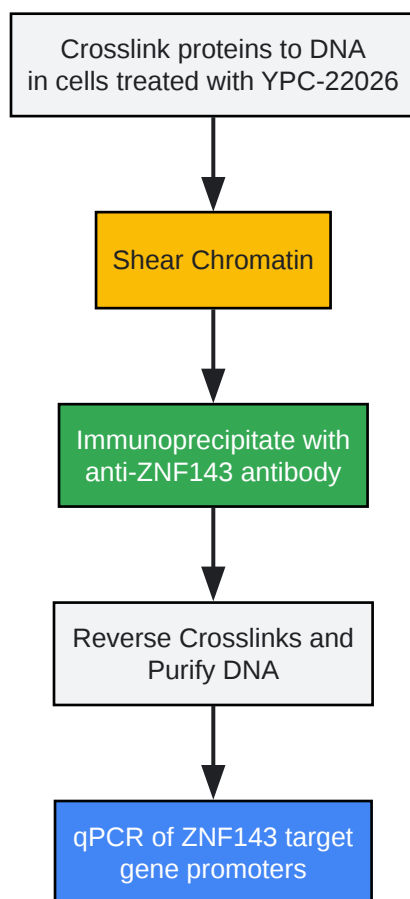 Crosslink proteins to DNA
in cells treated with YPC-22026
Shear Chromatin
Immunoprecipitate with
anti-ZNF143 antibody
Reverse Crosslinks and
Purify DNA
qPCR of ZNF143 target
gene promoters